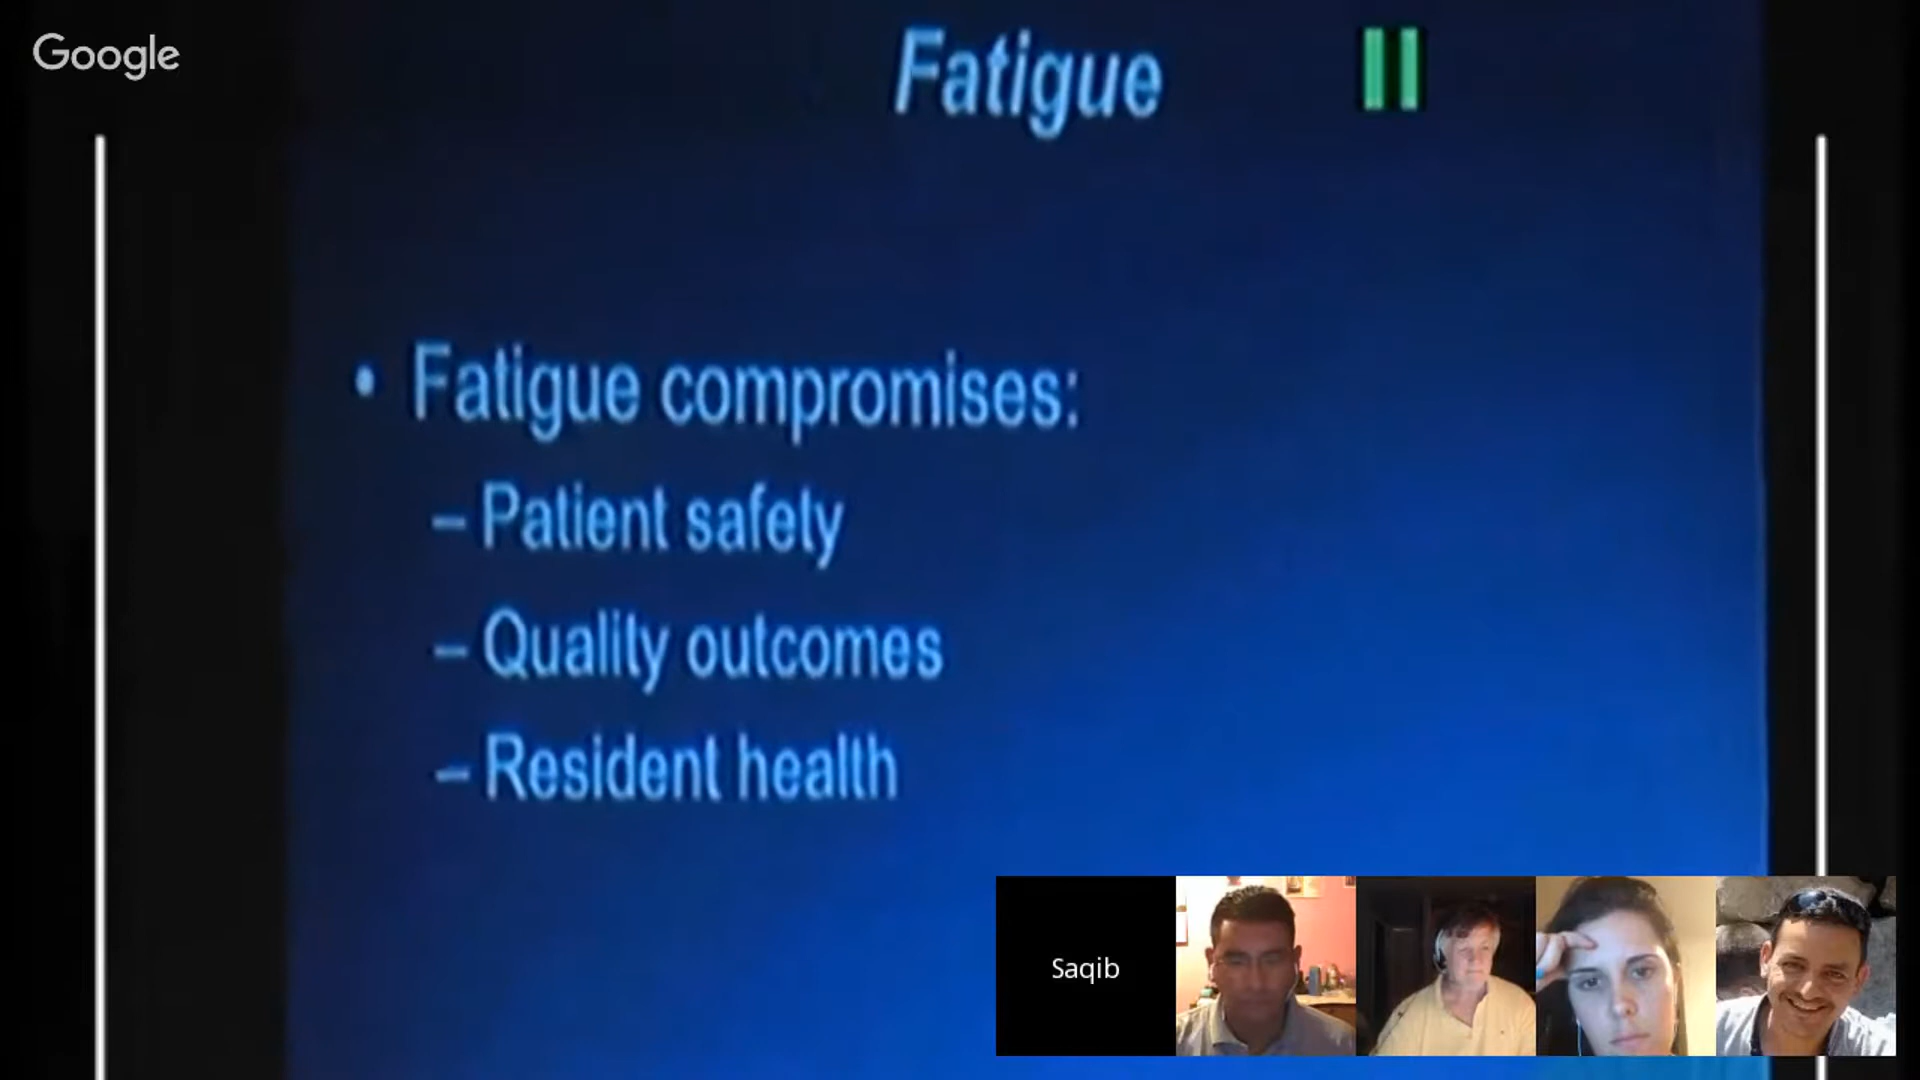 Google
Fatigue
• Fatigue compromises:
– Patient safety
– Quality outcomes
– Resident health
Saqib